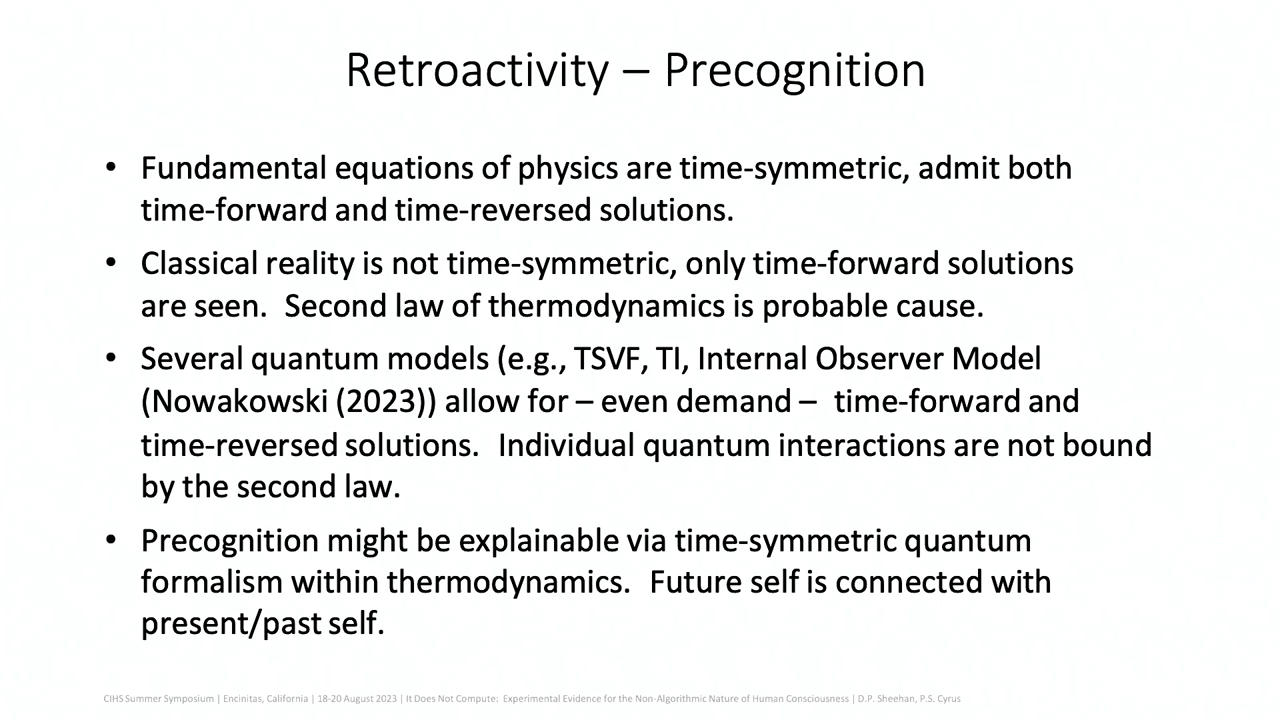 Retroactivity – Precognition
• Fundamental equations of physics are time-symmetric, admit both
time-forward and time-reversed solutions.
• Classical reality is not time-symmetric, only time-forward solutions
are seen.  Second law of thermodynamics is probable cause.
• Several quantum models (e.g., TSVF, TI, Internal Observer Model
(Nowakowski (2023)) allow for – even demand –  time-forward and
time-reversed solutions.  Individual quantum interactions are not bound
by the second law.
• Precognition might be explainable via time-symmetric quantum
formalism within thermodynamics.  Future self is connected with
present/past self.
CIHS Summer Symposium | Encinitas, California | 18-20 August 2023 | It Does Not Compute:  Experimental Evidence for the Non-Algorithmic Nature of Human Consciousness | D.P. Sheehan, P.S. Cyrus